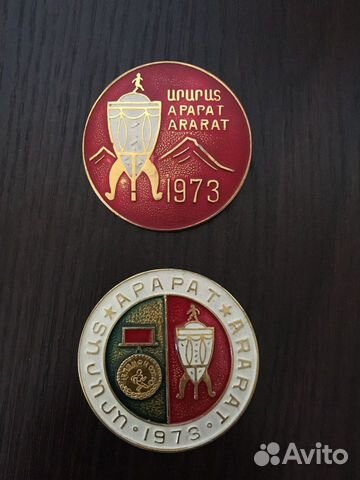 ԱՐԱՐԱՏ
АРАРАТ
ARARAT
1973
ԱՐԱՐԱՏ ★ АРАРАТ ★ ARARAT · 1973 ·
Avito